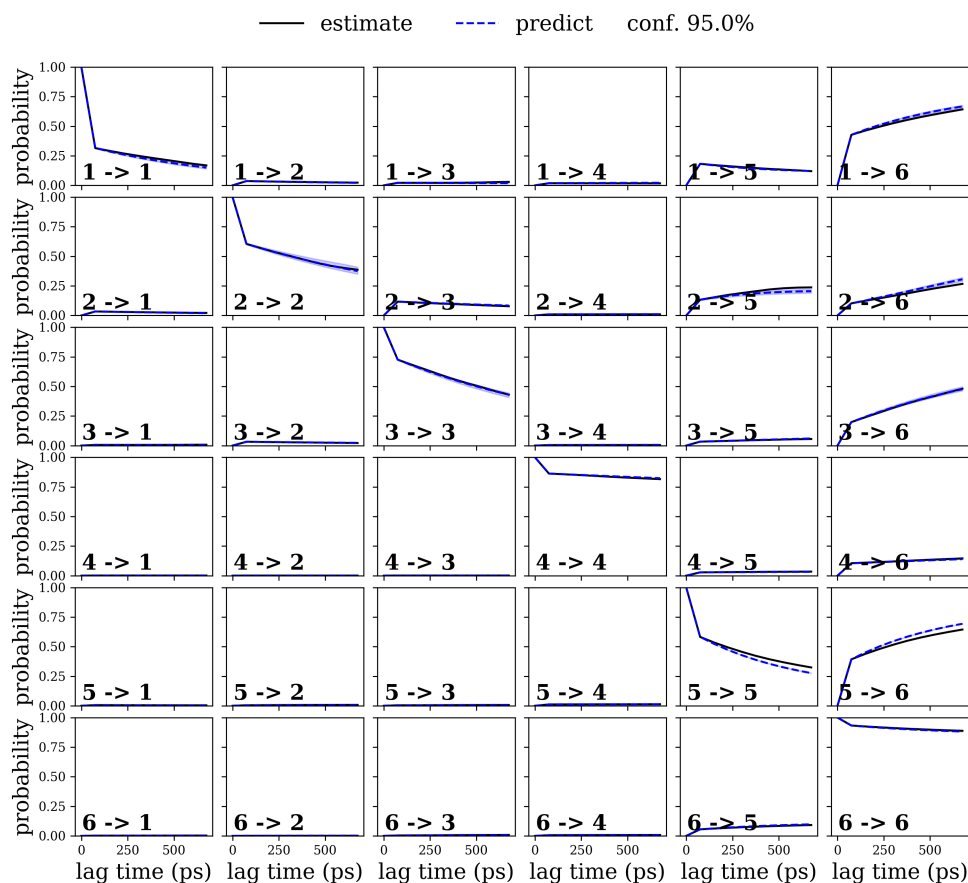 estimate predict conf. 95.0%
probability 1.00 0.75 0.50 0.25 0.00
1 -> 1 1 -> 2 1 -> 3 1 -> 4 1 -> 5 1 -> 6
probability 1.00 0.75 0.50 0.25 0.00
2 -> 1 2 -> 2 2 -> 3 2 -> 4 2 -> 5 2 -> 6
probability 1.00 0.75 0.50 0.25 0.00
3 -> 1 3 -> 2 3 -> 3 3 -> 4 3 -> 5 3 -> 6
probability 1.00 0.75 0.50 0.25 0.00
4 -> 1 4 -> 2 4 -> 3 4 -> 4 4 -> 5 4 -> 6
probability 1.00 0.75 0.50 0.25 0.00
5 -> 1 5 -> 2 5 -> 3 5 -> 4 5 -> 5 5 -> 6
probability 1.00 0.75 0.50 0.25 0.00
6 -> 1 6 -> 2 6 -> 3 6 -> 4 6 -> 5 6 -> 6
0 250 500 0 250 500 0 250 500 0 250 500 0 250 500 0 250 500
lag time (ps) lag time (ps) lag time (ps) lag time (ps) lag time (ps) lag time (ps)